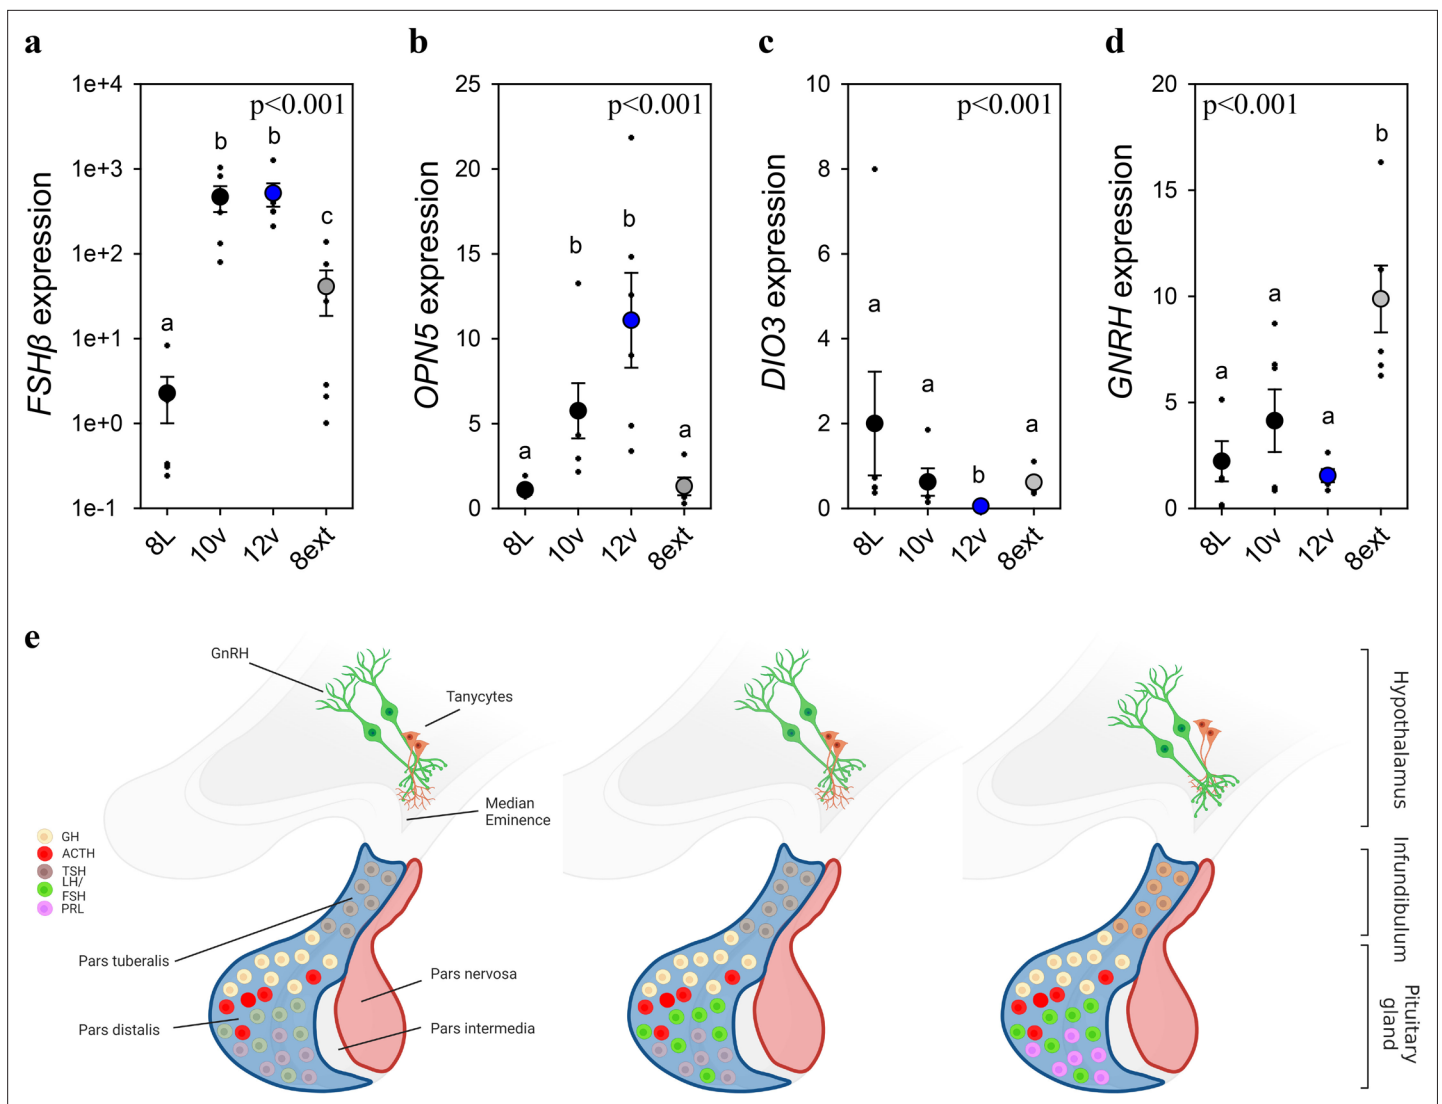 a
b
c
d
FSHβ expression
1e+4
1e+3
1e+2
1e+1
1e+0
1e-1
p<0.001
a
b
b
c
8L
10v
12v
8ext
OPN5 expression
25
20
15
10
5
0
p<0.001
a
b
b
a
8L
10v
12v
8ext
DIO3 expression
10
8
6
4
2
0
p<0.001
a
a
b
a
8L
10v
12v
8ext
GNRH expression
20
15
10
5
0
p<0.001
a
a
a
b
8L
10v
12v
8ext
e
GnRH
Tanycytes
Median
Eminence
GH
ACTH
TSH
LH/
FSH
PRL
Pars tuberalis
Pars distalis
Pars nervosa
Pars intermedia
Hypothalamus
Infundibulum
Pituitary
gland